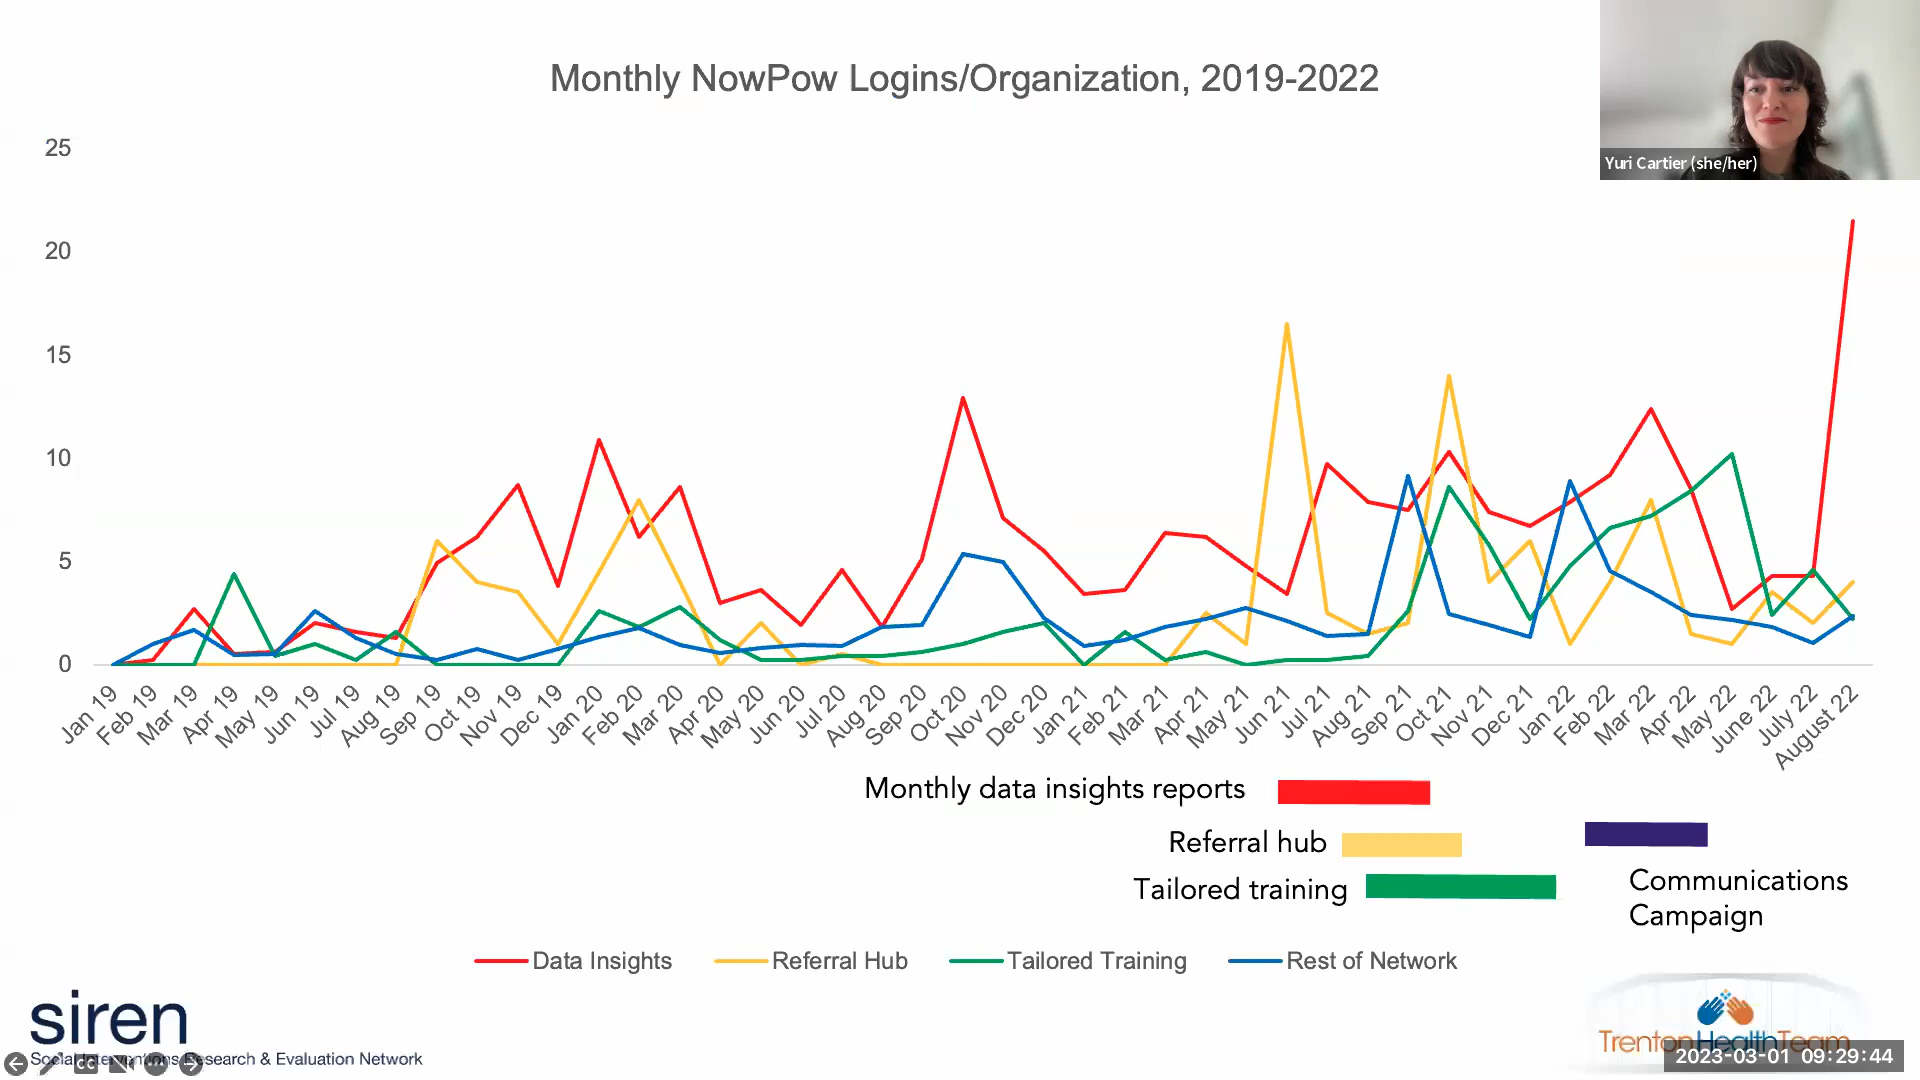 Monthly NowPow Logins/Organization, 2019-2022
Yuri Cartier (she/her)
25
20
15
10
5
0
Jan 19
Feb 19
Mar 19
Apr 19
May 19
Jun 19
Jul 19
Aug 19
Sep 19
Oct 19
Nov 19
Dec 19
Jan 20
Feb 20
Mar 20
Apr 20
May 20
Jun 20
Jul 20
Aug 20
Sep 20
Oct 20
Nov 20
Dec 20
Jan 21
Feb 21
Mar 21
Apr 21
May 21
Jun 21
Jul 21
Aug 21
Sep 21
Oct 21
Nov 21
Dec 21
Jan 22
Feb 22
Mar 22
Apr 22
May 22
June 22
July 22
August 22
Monthly data insights reports
Referral hub
Tailored training
Communications
Campaign
Data Insights
Referral Hub
Tailored Training
Rest of Network
siren
Social Interventions Research & Evaluation Network
CC
TrentonHealthTeam
2023-03-01 09:29:44